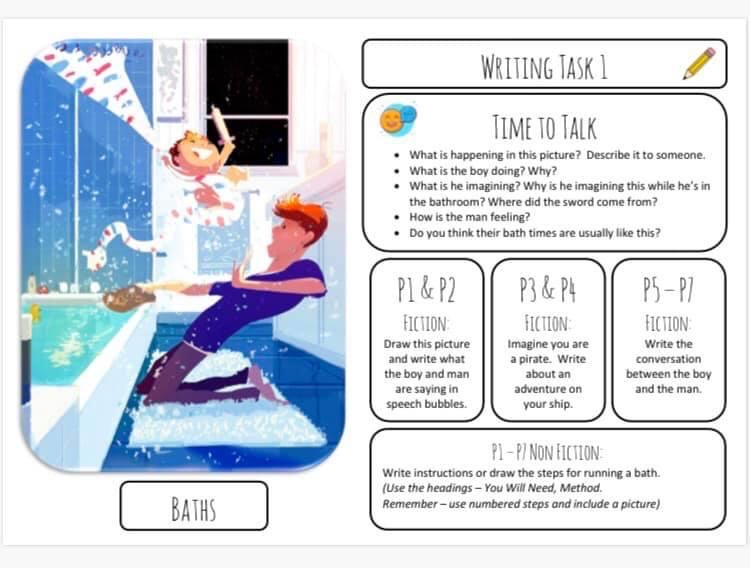 Writing Task 1
Time to Talk
• What is happening in this picture? Describe it to someone.
• What is the boy doing? Why?
• What is he imagining? Why is he imagining this while he's in
the bathroom? Where did the sword come from?
• How is the man feeling?
• Do you think their bath times are usually like this?
P1 & P2
Fiction:
Draw this picture
and write what
the boy and man
are saying in
speech bubbles.
P3 & P4
Fiction:
Imagine you are
a pirate. Write
about an
adventure on
your ship.
P5 – P7
Fiction:
Write the
conversation
between the boy
and the man.
P1 – P7 Non Fiction:
Write instructions or draw the steps for running a bath.
(Use the headings – You Will Need, Method.
Remember – use numbered steps and include a picture)
Baths